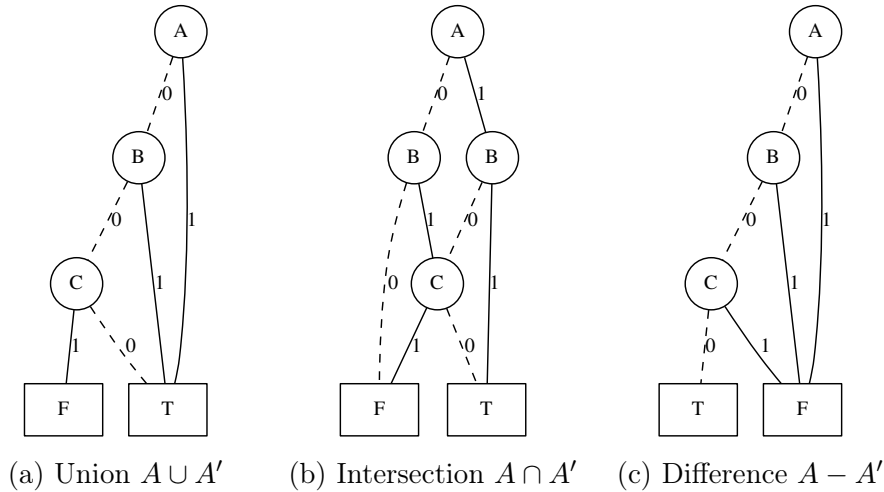 A A A
0 0 1 0
B B B B
0 1 1 0 1 0 0 1 1
C C C
1 0 1 0 0 1
F T F T T F
(a) Union A ∪ A′ (b) Intersection A ∩ A′ (c) Difference A − A′